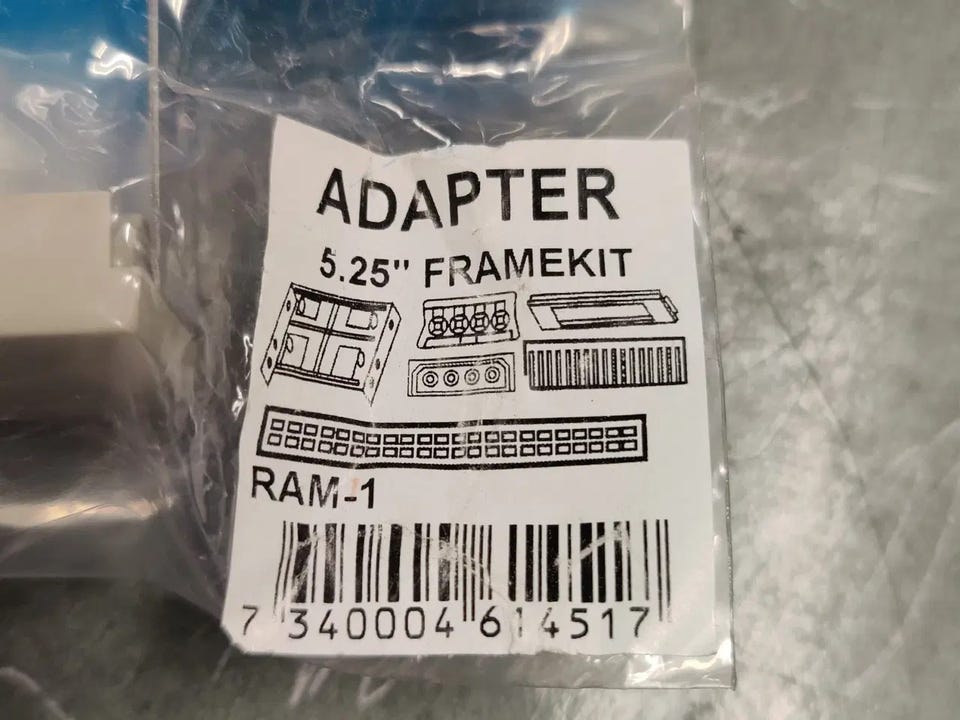 ADAPTER
5.25" FRAMEKIT
RAM-1
7 340004 614517